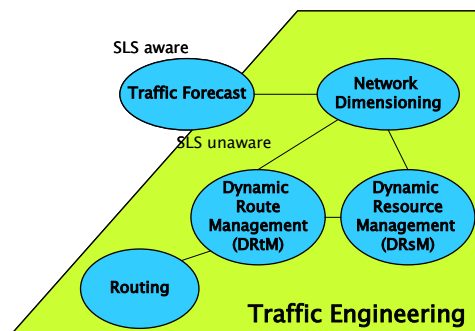 SLS aware
Traffic Forecast
Network
Dimensioning
SLS unaware
Dynamic
Route
Management
(DRtM)
Dynamic
Resource
Management
(DRsM)
Routing
Traffic Engineering